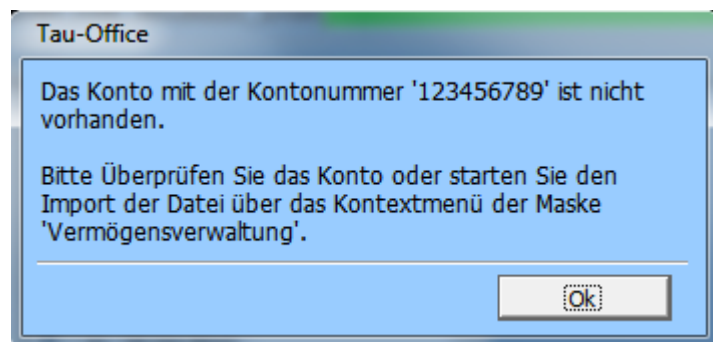 Tau-Office
Das Konto mit der Kontonummer '123456789' ist nicht
vorhanden.
Bitte Überprüfen Sie das Konto oder starten Sie den
Import der Datei über das Kontextmenü der Maske
'Vermögensverwaltung'.
Ok